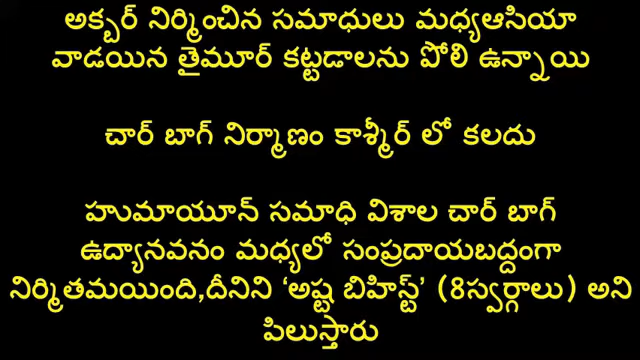 అక్బర్ నిర్మించిన సమాధులు మధ్యఆసియా
వాడయిన తైమూర్ కట్టడాలను పోలి ఉన్నాయి
చార్ బాగ్ నిర్మాణం కాశ్మీర్ లో కలదు
హుమాయూన్ సమాధి విశాల చార్ బాగ్
ఉద్యానవనం మధ్యలో సంప్రదాయబద్దంగా
నిర్మితమయింది,దీనిని ‘అష్ట బిహిస్ట్’ (8స్వర్గాలు) అని
పిలుస్తారు